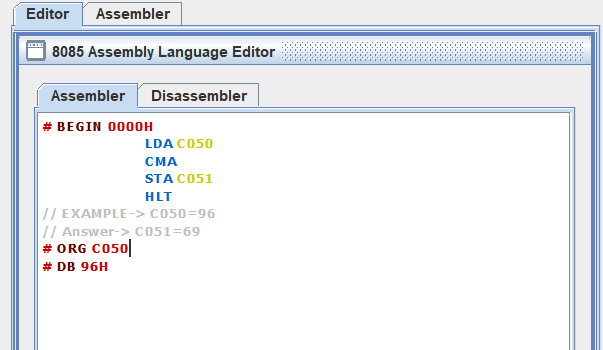 Editor Assembler
8085 Assembly Language Editor
Assembler Disassembler
# BEGIN 0000H
LDA C050
CMA
STA C051
HLT
// EXAMPLE-> C050=96
// Answer-> C051=69
# ORG C050
# DB 96H